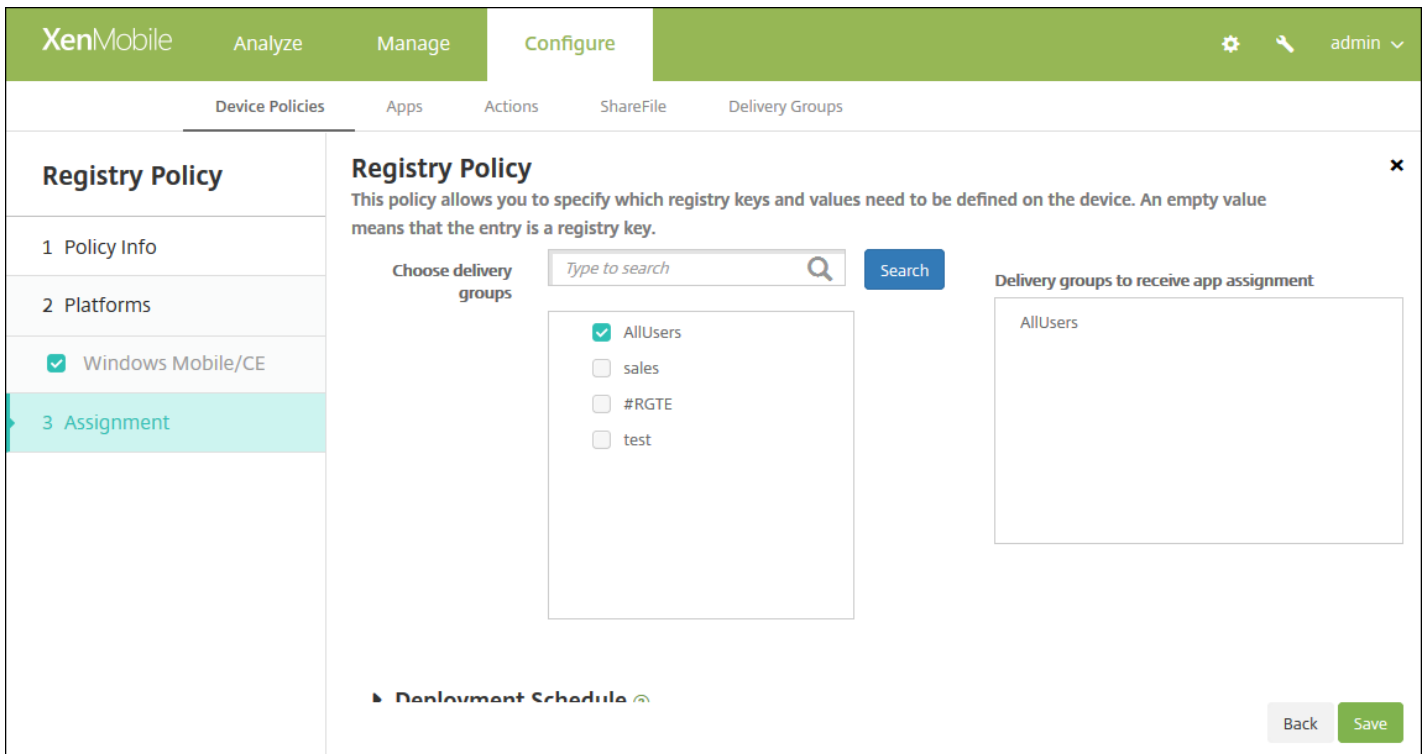 XenMobile Analyze Manage Configure admin
Device Policies Apps Actions ShareFile Delivery Groups
Registry Policy
1 Policy Info
2 Platforms
Windows Mobile/CE
3 Assignment
Registry Policy
This policy allows you to specify which registry keys and values need to be defined on the device. An empty value
means that the entry is a registry key.
Choose delivery
groups
Type to search
Search
AllUsers
sales
#RGTE
test
Delivery groups to receive app assignment
AllUsers
Deployment Schedule
Back Save